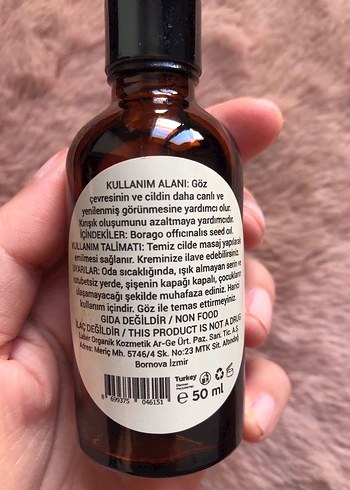 KULLANIM ALANI: Göz
çevresinin ve cildin daha canlı ve
yenilenmiş görünmesine yardımcı olur.
Kırışık oluşumunu azaltmaya yardımcıdır.
İÇİNDEKİLER: Borago officinalıs seed oil.
KULLANIM TALİMATI: Temiz cilde masaj yapılarak
emilmesi sağlanır. Kreminize ilave edebilirsiniz.
UYARILAR: Oda sıcaklığında, ışık almayan serin ve
rutubetsiz yerde, şişenin kapağı kapalı, çocukların
ulaşamayacağı şekilde muhafaza ediniz. Harici
kullanım içindir. Göz ile temas ettirmeyiniz.
GIDA DEĞİLDİR / NON FOOD
İLAÇ DEĞİLDİR / THIS PRODUCT IS NOT A DRUG
Labér Organik Kozmetik Ar-Ge Ürt. Paz. San. Tic. A.Ş.
Adres: Meriç Mh. 5746/4 Sk. No:23 MTK Sit. Altındağ
Bornova İzmir
Turkey
8 699375 046151
e 50 ml